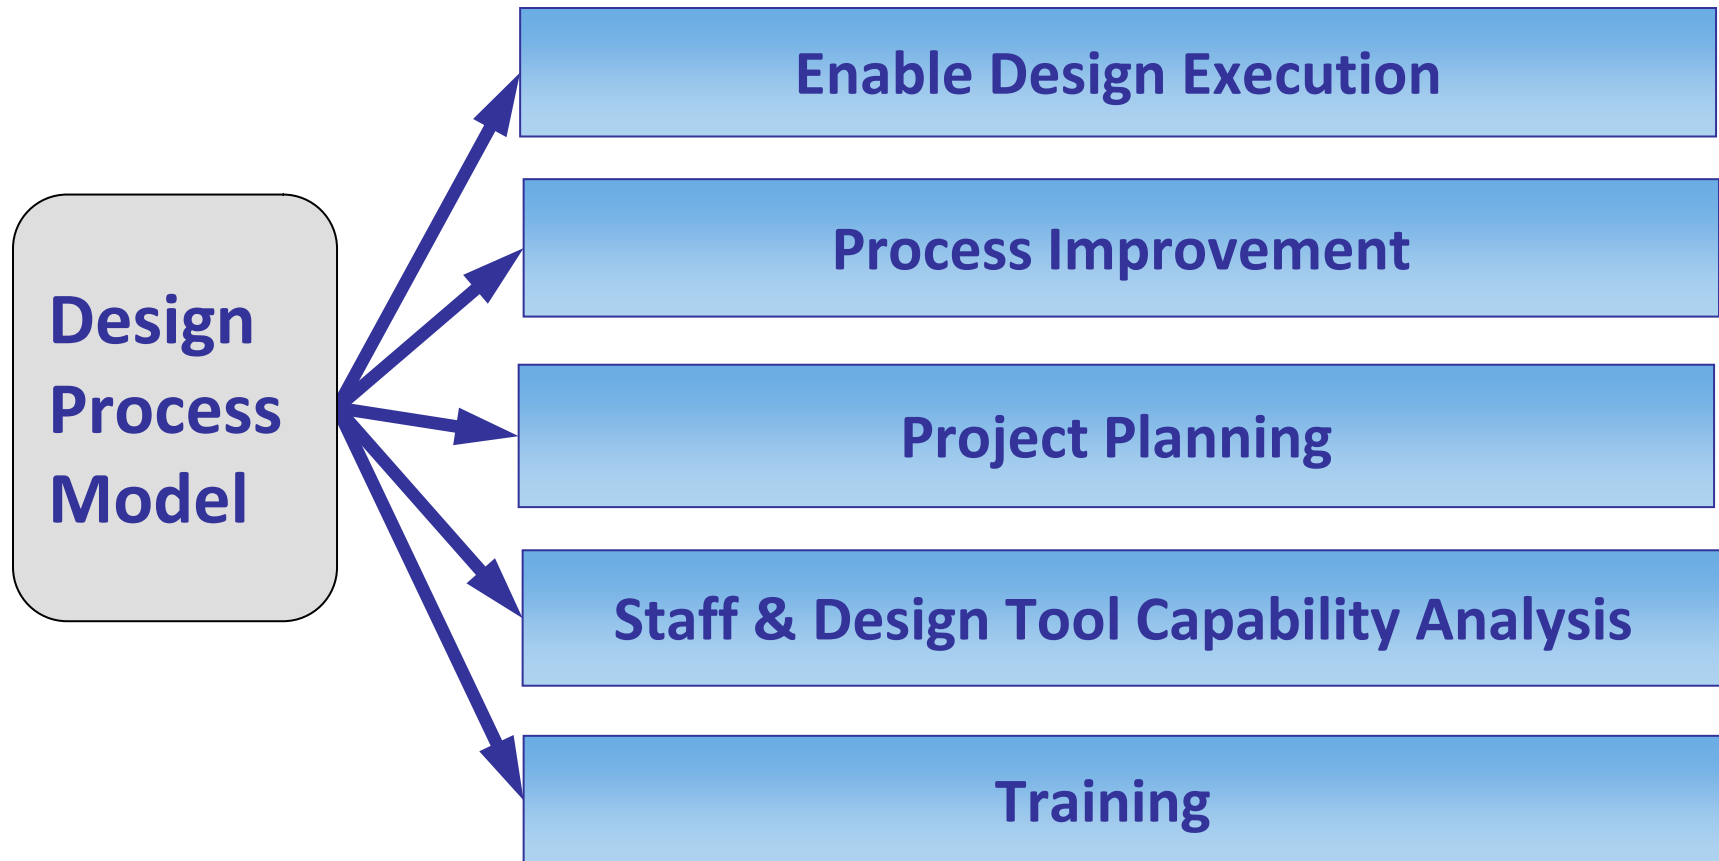 Enable Design Execution
Process Improvement
Design
Process
Model
Project Planning
Staff & Design Tool Capability Analysis
Training